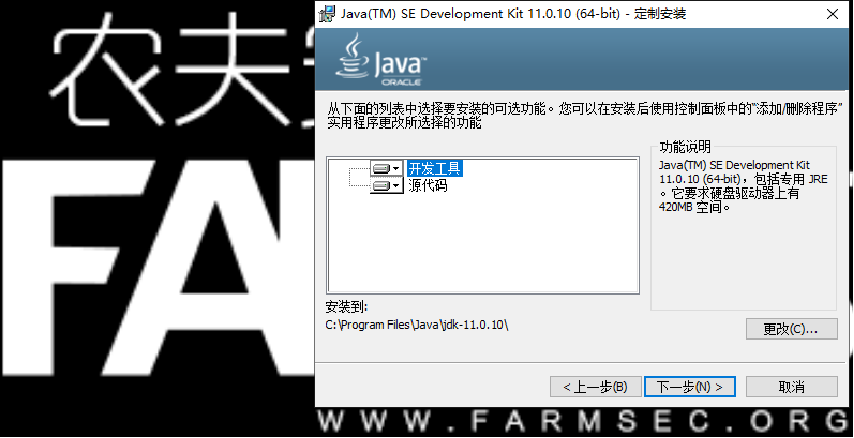 农夫
FA
Java(TM) SE Development Kit 11.0.10 (64-bit) - 定制安装
Java™
ORACLE
从下面的列表中选择要安装的可选功能。您可以在安装后使用控制面板中的“添加/删除程序”
实用程序更改所选择的功能
开发工具
源代码
功能说明
Java(TM) SE Development Kit
11.0.10 (64-bit)，包括专用 JRE
。它要求硬盘驱动器上有
420MB 空间。
安装到:
C:\Program Files\Java\jdk-11.0.10\
更改(C)...
< 上一步(B)
下一步(N) >
取消
WWW.FARMSEC.ORG